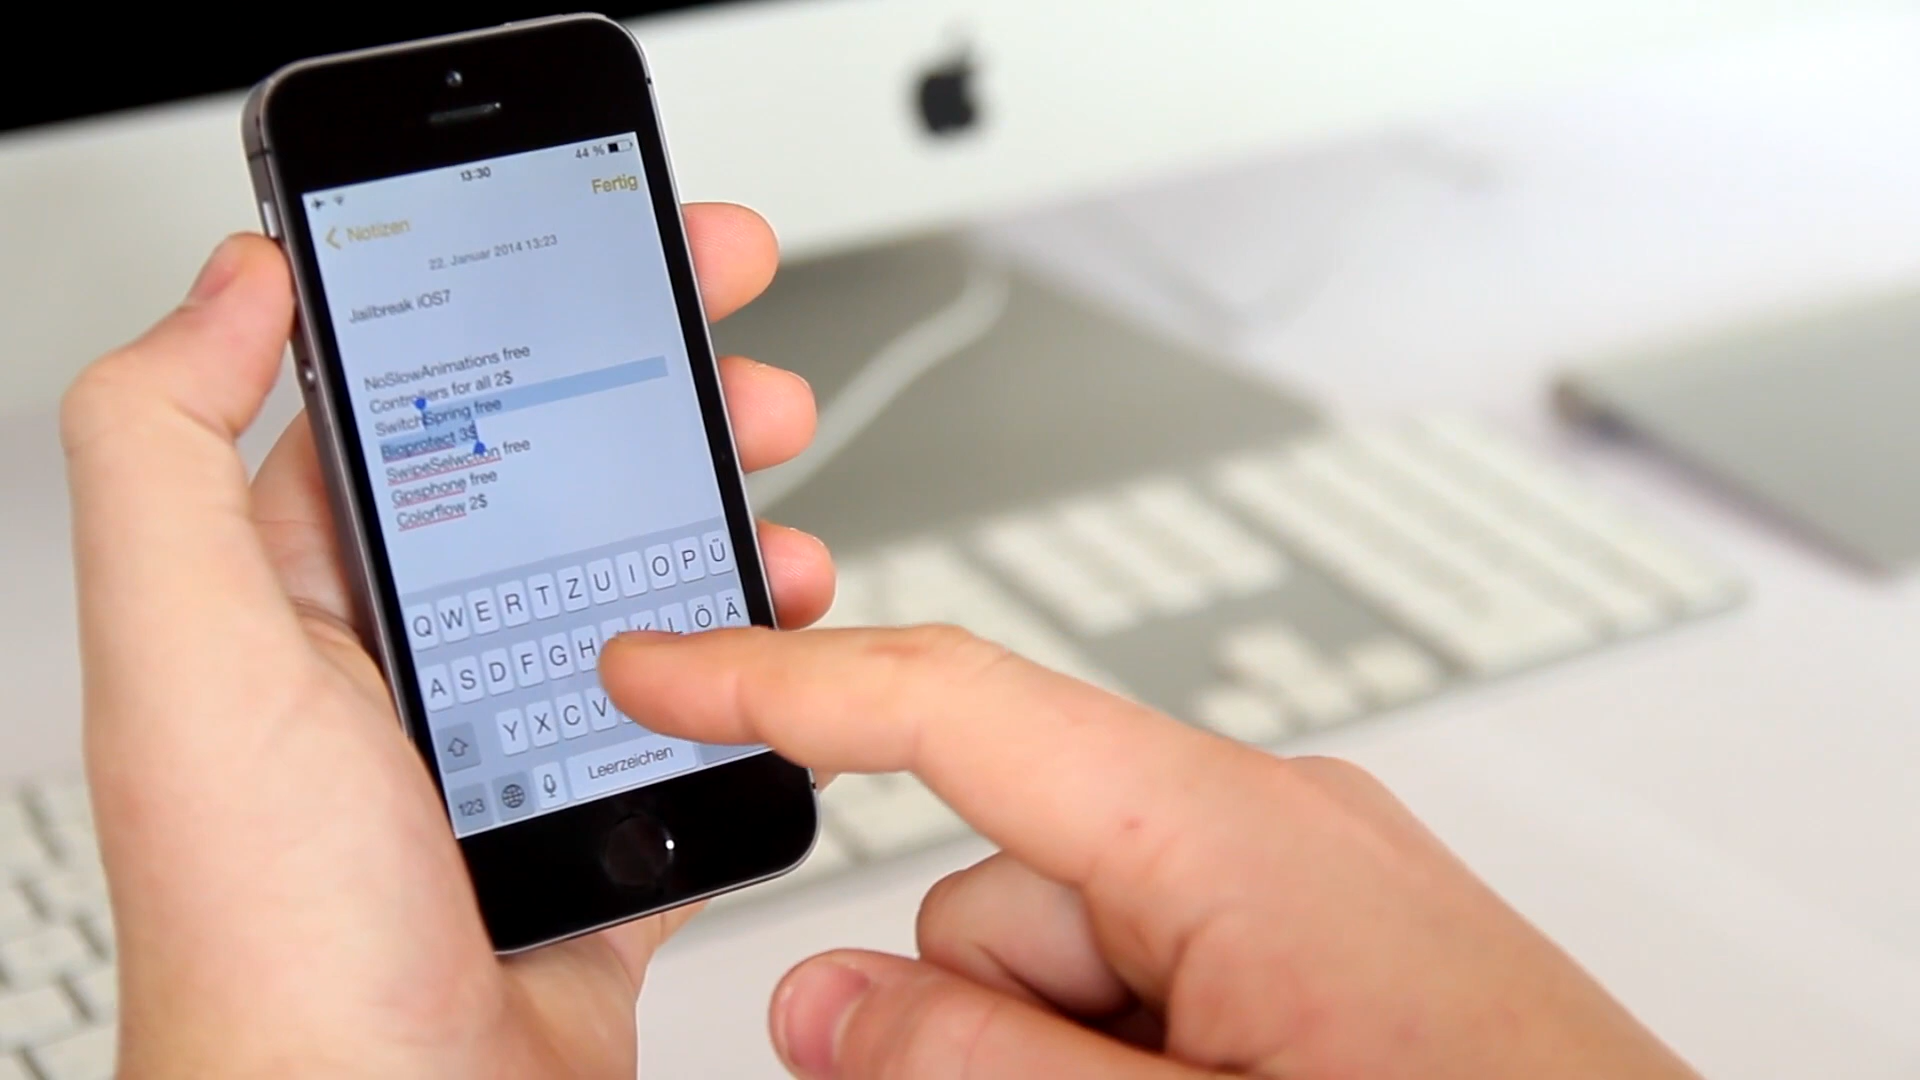 44 %
13:30
Notizen
Fertig
22. Januar 2014 13:23
Jailbreak iOS7
NoSlowAnimations free
Controllers for all 2$
SwitchSpring free
Bioprotect 3$
SwipeSelwction free
Gpsphone free
Colorflow 2$
Q W E R T Z U I O P Ü
A S D F G H K L Ö Ä
Y X C V
123 Leerzeichen